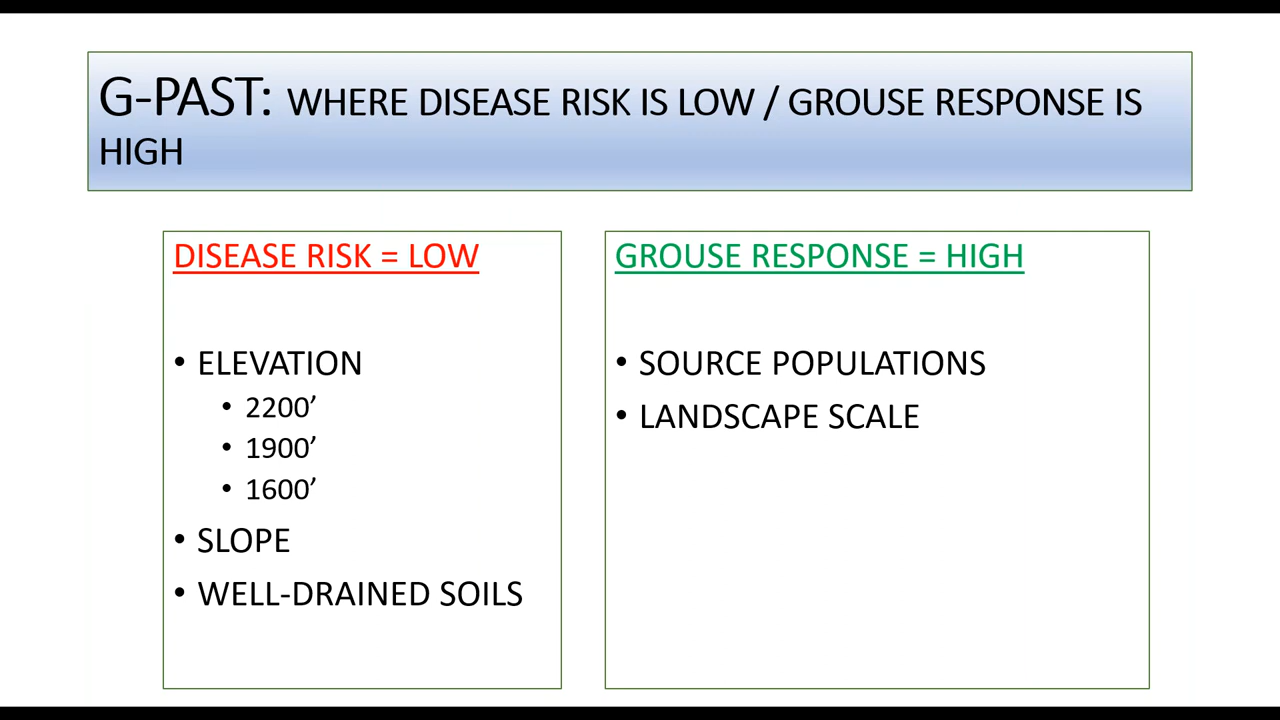 G-PAST: WHERE DISEASE RISK IS LOW / GROUSE RESPONSE IS
HIGH
DISEASE RISK = LOW
• ELEVATION
• 2200’
• 1900’
• 1600’
• SLOPE
• WELL-DRAINED SOILS
GROUSE RESPONSE = HIGH
• SOURCE POPULATIONS
• LANDSCAPE SCALE